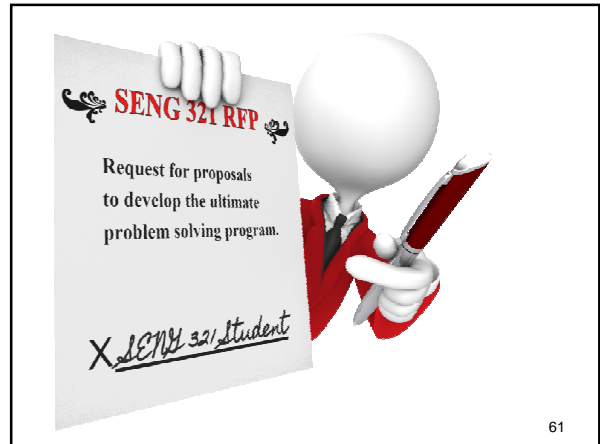 SENG 321 RFP
Request for proposals
to develop the ultimate
problem solving program.
X SENG 321 Student
61